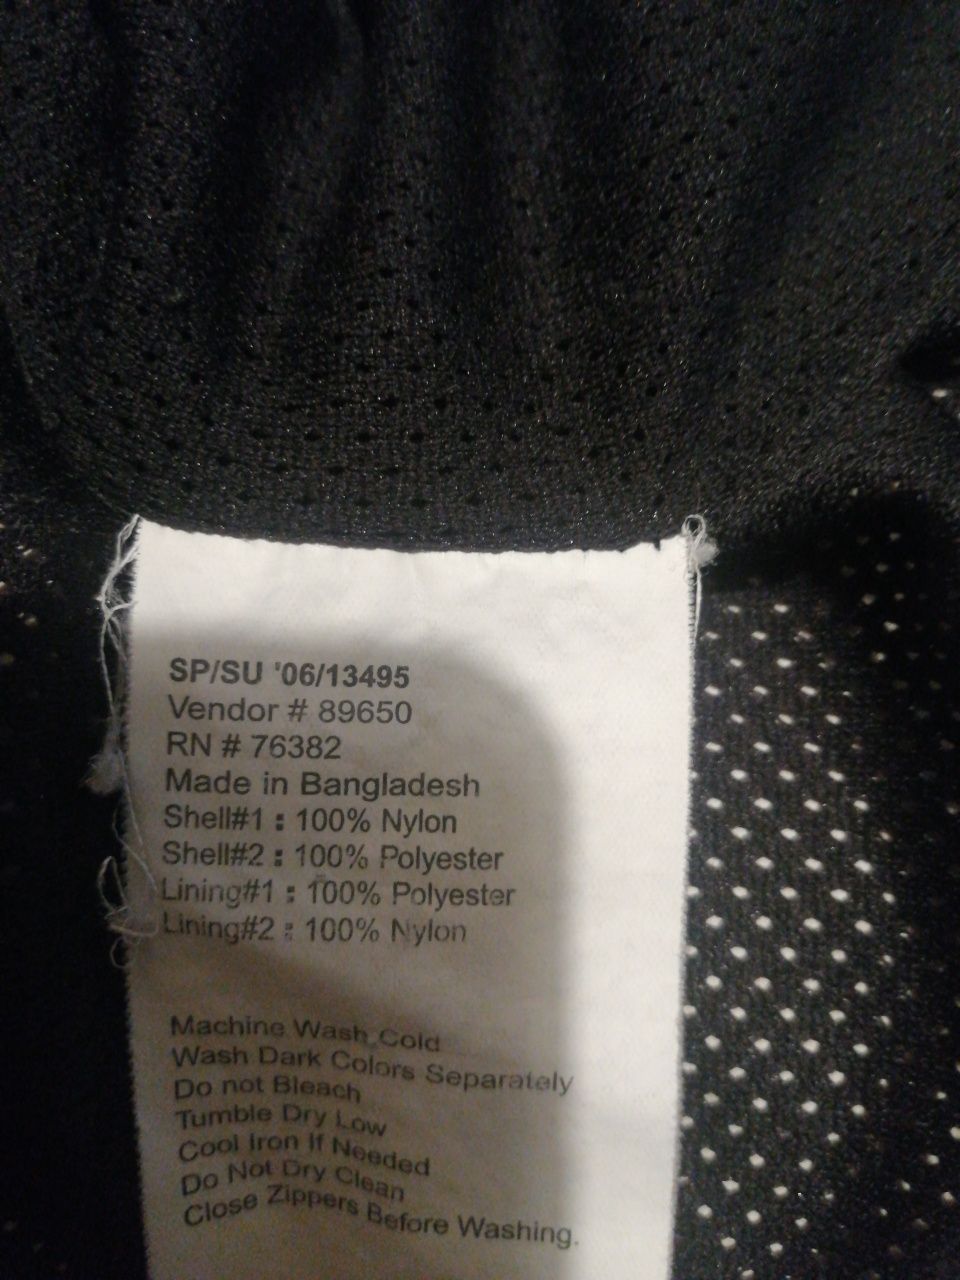 SP/SU '06/13495
Vendor # 89650
RN # 76382
Made in Bangladesh
Shell#1 : 100% Nylon
Shell#2 : 100% Polyester
Lining#1 : 100% Polyester
Lining#2 : 100% Nylon
Machine Wash Cold
Wash Dark Colors Separately
Do not Bleach
Tumble Dry Low
Cool Iron If Needed
Do Not Dry Clean
Close Zippers Before Washing.